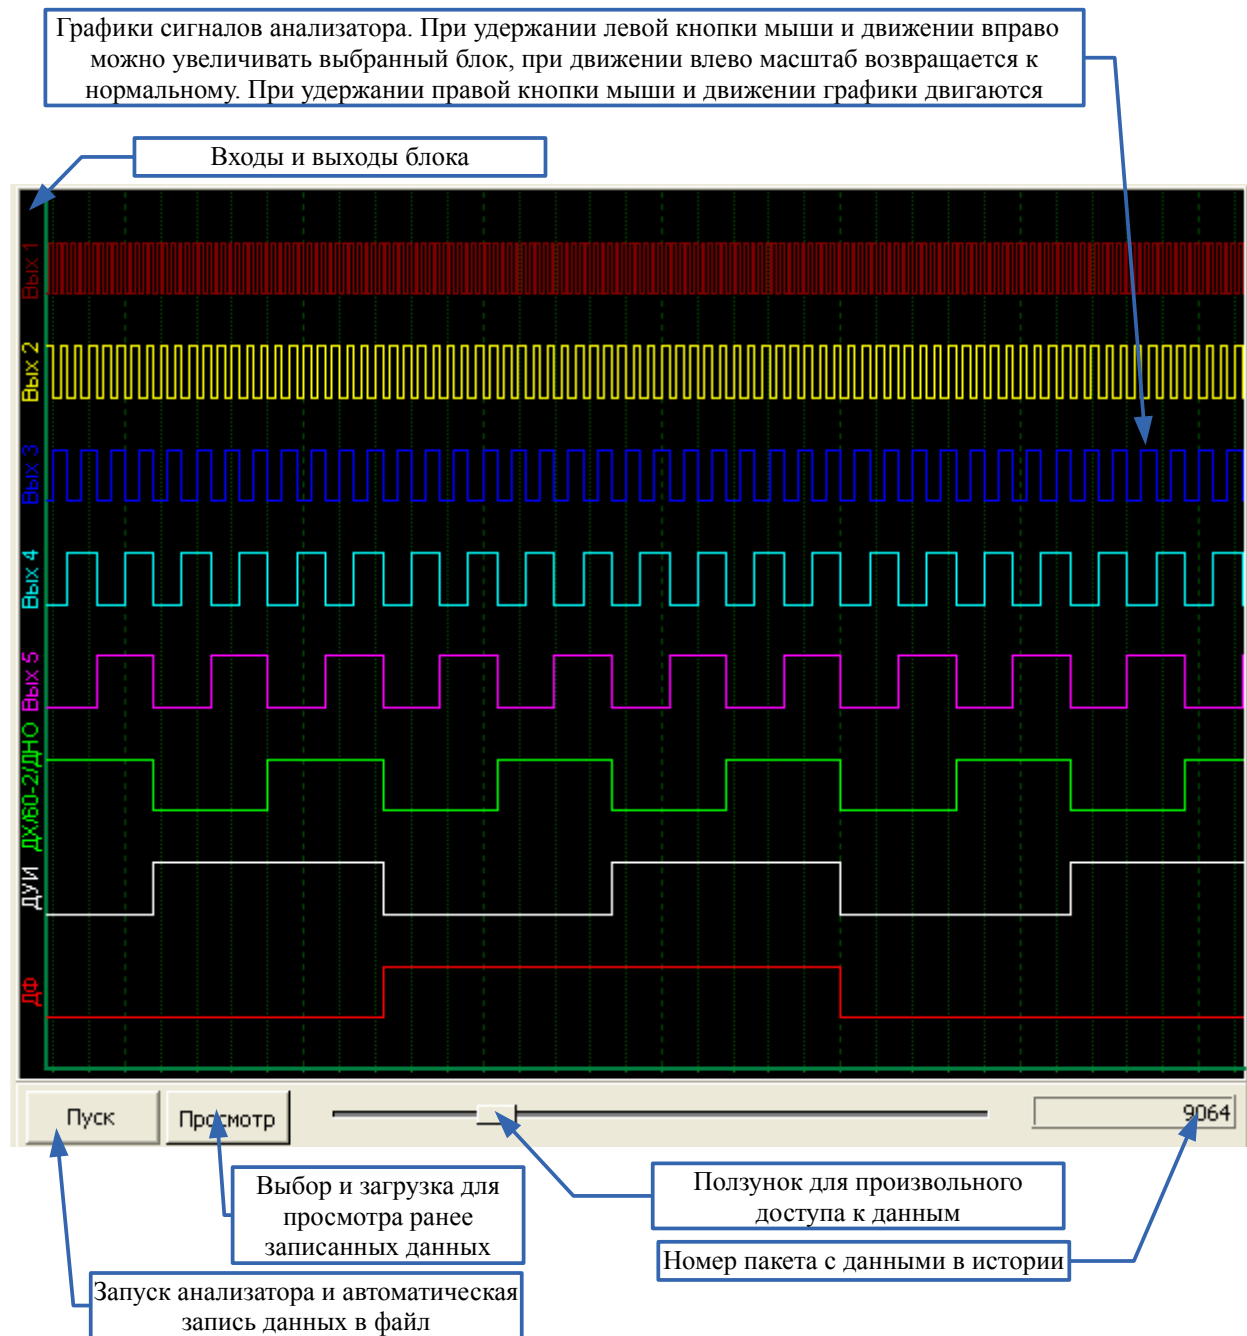 Графики сигналов анализатора. При удержании левой кнопки мыши и движении вправо
можно увеличивать выбранный блок, при движении влево масштаб возвращается к
нормальному. При удержании правой кнопки мыши и движении графики двигаются
Входы и выходы блока
Вых 1
Вых 2
Вых 3
Вых 4
Вых 5
ДХ/60-2/ДНО
ДУИ
ДФ
Пуск
Просмотр
9064
Выбор и загрузка для
просмотра ранее
записанных данных
Ползунок для произвольного
доступа к данным
Номер пакета с данными в истории
Запуск анализатора и автоматическая
запись данных в файл